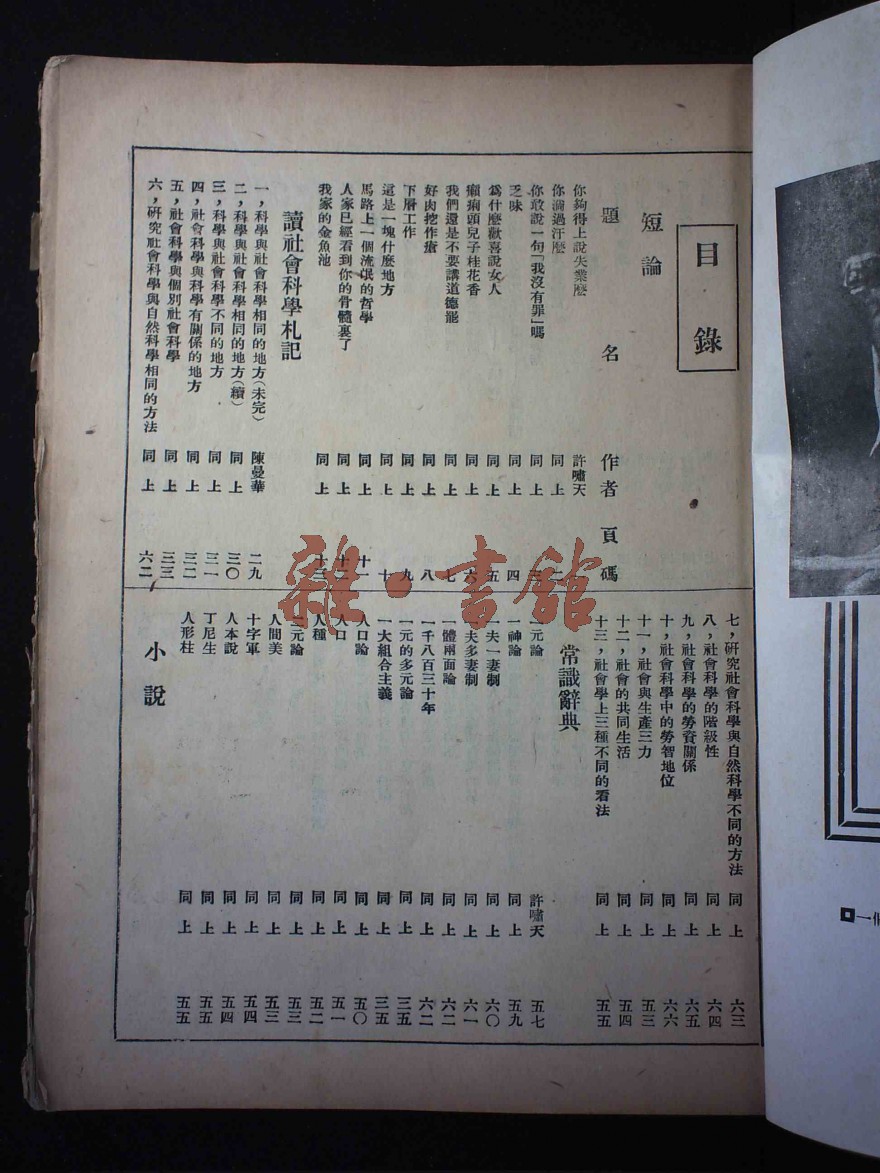 目錄
短論
題名 作者 頁碼
你夠得上說失業麽 許嘯天
你淌過汗麽 同上 二
你敢說一句「我沒有罪」嗎 同上 三
乏味 同上 四
爲什麽歡喜說女人 同上 五
癩痢頭兒子桂花香 同上 六
我們還是不要講道德罷 同上 七
好肉挖作瘡 同上 八
下層工作 同上 九
這是一塊什麽地方 同上 十
馬路上一個流氓的哲學 同上 十一
人家已經看到你的骨髓裏了 同上 十二
我家的金魚池 同上 十三
讀社會科學札記
一，科學與社會科學相同的地方(未完) 陳曼華 二九
二，科學與社會科學相同的地方(續) 同上 三〇
三，科學與社會科學不同的地方 同上 三一
四，社會科學與科學有關係的地方 同上 三二
五，社會科學與個別社會科學 同上 三三
六，研究社會科學與自然科學相同的方法 同上 六二
七，研究社會科學與自然科學不同的方法 同上 六三
八，社會科學的階級性 同上 六四
九，社會科學的勞資關係 同上 六五
十，社會科學中的勞智地位 同上 六六
十一，社會與生產三力 同上 五三
十二，社會的共同生活 同上 五四
十三，社會學上三種不同的看法 同上 五五
常識辭典
一元論 許嘯天 五七
一神論 同上 五九
一夫一妻制 同上 六〇
一夫多妻制 同上 六一
一體兩面論 同上 六二
一千八百三十年 同上 六二
一元的多元論 同上 三五
一大組合主義 同上 三五
人口論 同上 五〇
人口 同上 五一
人種 同上 五二
二元論 同上 五三
人間美 同上 五三
十字軍 同上 五四
人本說 同上 五四
丁尼生 同上 五五
人形柱 同上 五五
小說
雜·書館
一個